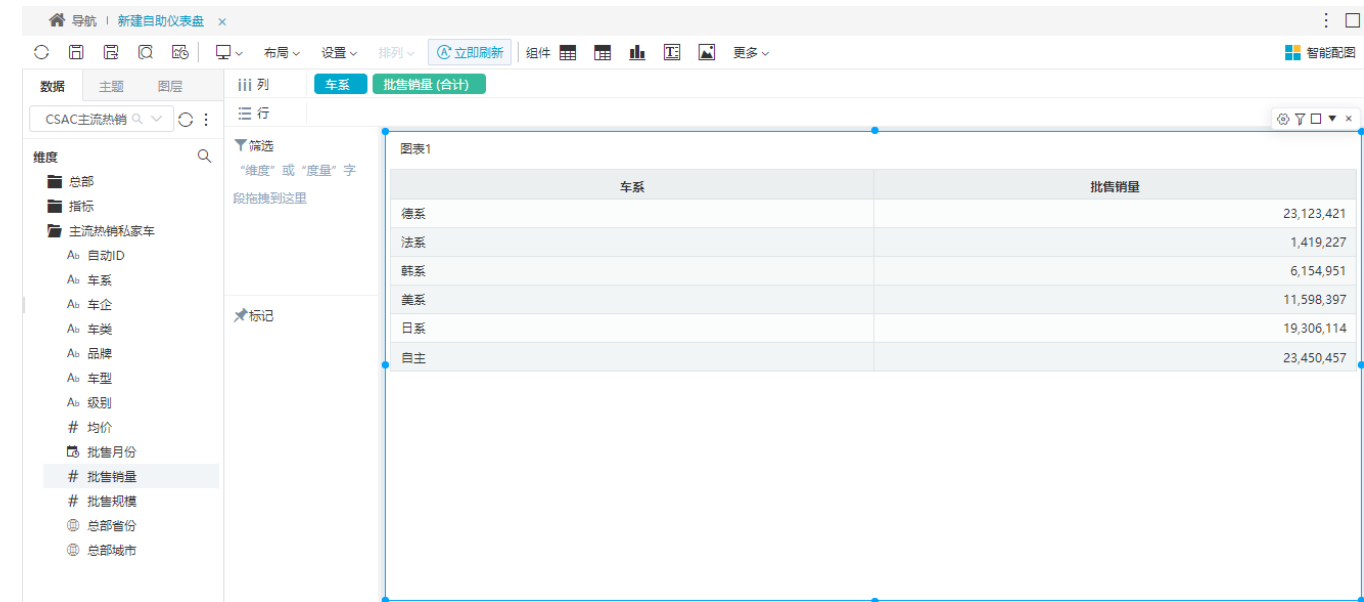 导航 新建自助仪表盘 ×
布局 设置 排列 立即刷新 组件 更多 智能配图
数据 主题 图层
列 车系 批售销量 (合计)
CSAC主流热销
行
维度
筛选
“维度”或“度量”字
段拖拽到这里
总部
指标
主流热销私家车
Ab 自动ID
Ab 车系
Ab 车企
Ab 车类
Ab 品牌
Ab 车型
Ab 级别
# 均价
批售月份
# 批售销量
# 批售规模
总部省份
总部城市
标记
图表1
车系 批售销量
德系 23,123,421
法系 1,419,227
韩系 6,154,951
美系 11,598,397
日系 19,306,114
自主 23,450,457